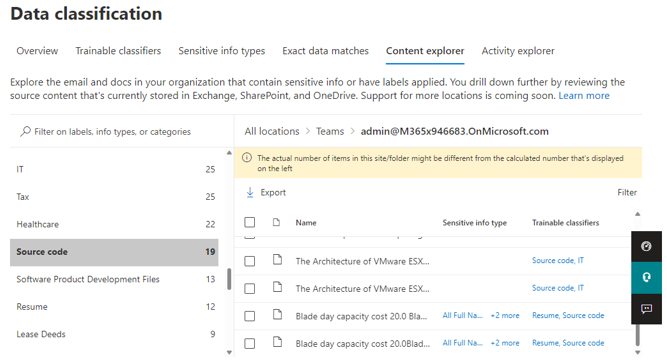 Data classification
Overview Trainable classifiers Sensitive info types Exact data matches Content explorer Activity explorer
Explore the email and docs in your organization that contain sensitive info or have labels applied. You drill down further by reviewing the
source content that's currently stored in Exchange, SharePoint, and OneDrive. Support for more locations is coming soon. Learn more
Filter on labels, info types, or categories
All locations > Teams > admin@M365x946683.OnMicrosoft.com
The actual number of items in this site/folder might be different from the calculated number that's displayed
on the left
IT 25
Tax 25
Healthcare 22
Source code 19
Software Product Development Files 13
Resume 12
Lease Deeds 9
Export Filter
Name Sensitive info type Trainable classifiers
The Architecture of VMware ESX... Source code, IT
The Architecture of VMware ESX... Source code, IT
Blade day capacity cost 20.0 Bla... All Full Na... +2 more Resume, Source code
Blade day capacity cost 20.0Blad... All Full Na... +2 more Resume, Source code